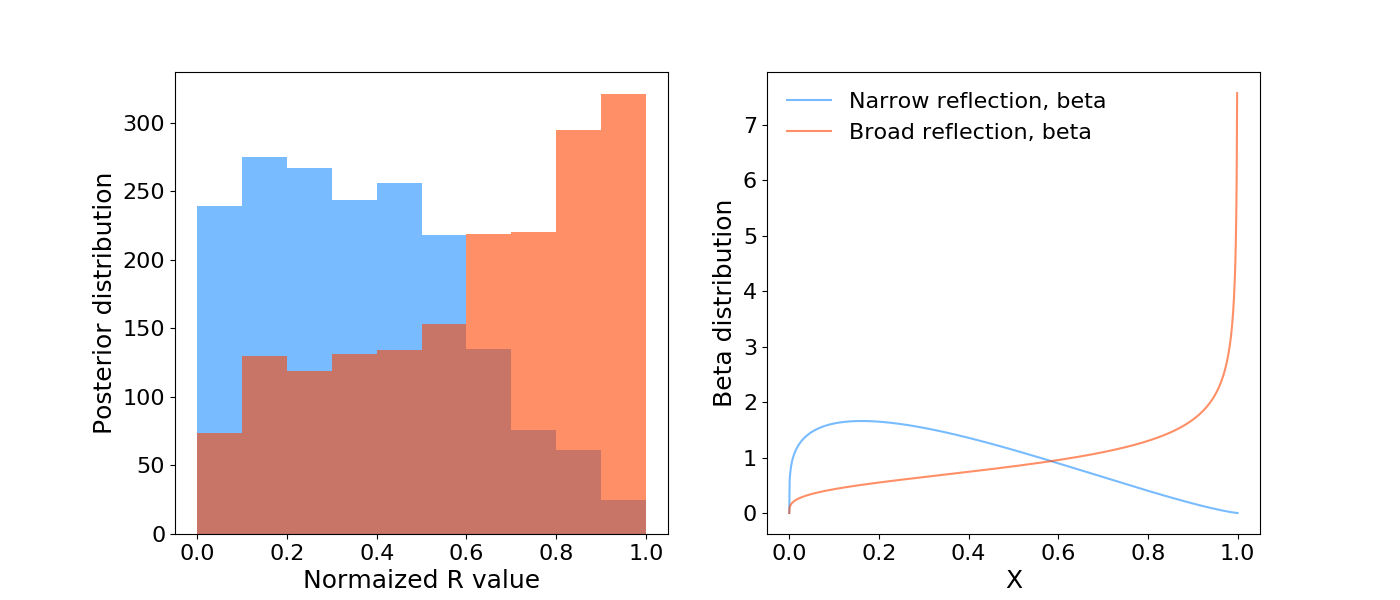 Posterior distribution
300
250
200
150
100
50
0
0.0 0.2 0.4 0.6 0.8 1.0
Normaized R value
Narrow reflection, beta
Broad reflection, beta
Beta distribution
7
6
5
4
3
2
1
0
0.0 0.2 0.4 0.6 0.8 1.0
X